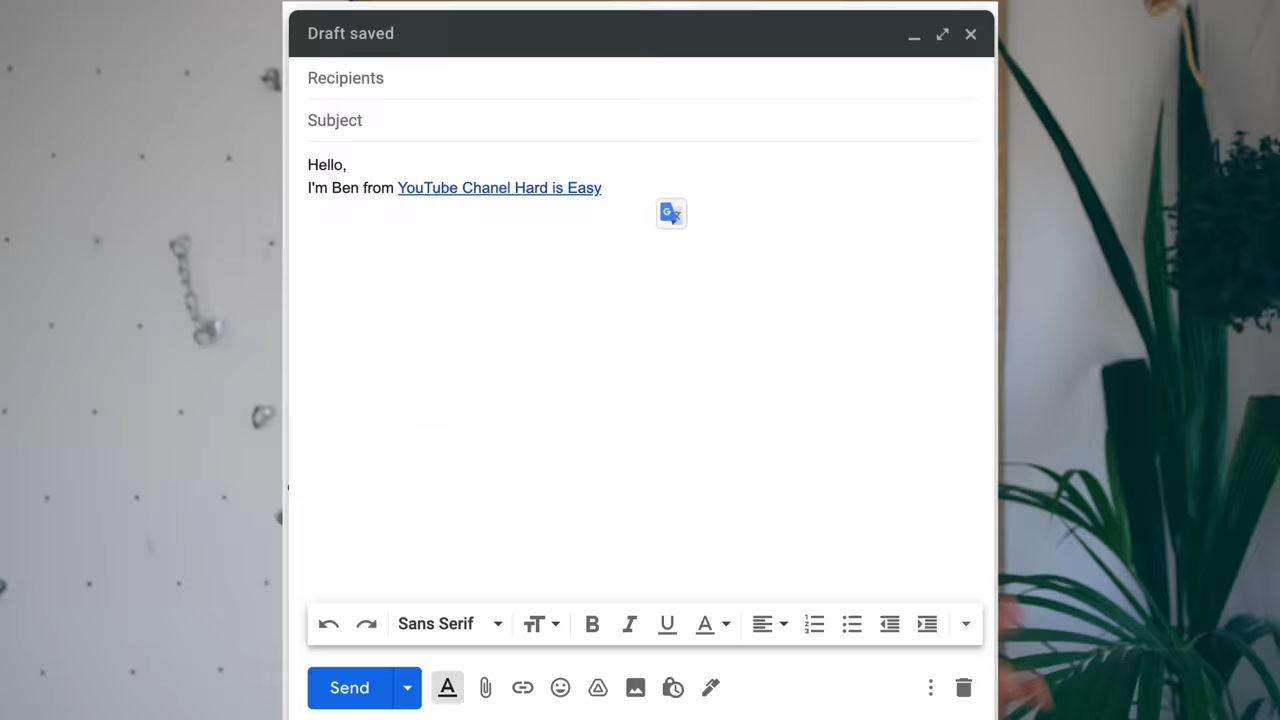 Draft saved
Recipients
Subject
Hello,
I'm Ben from YouTube Chanel Hard is Easy
Sans Serif
Send